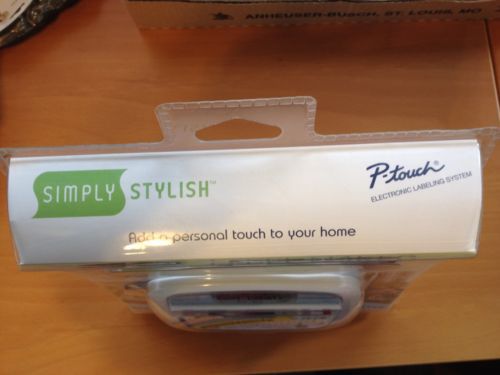 ANHEUSER-BUSCH, ST. LOUIS, MO
SIMPLY STYLISH™
P-touch®
ELECTRONIC LABELING SYSTEM
Add a personal touch to your home